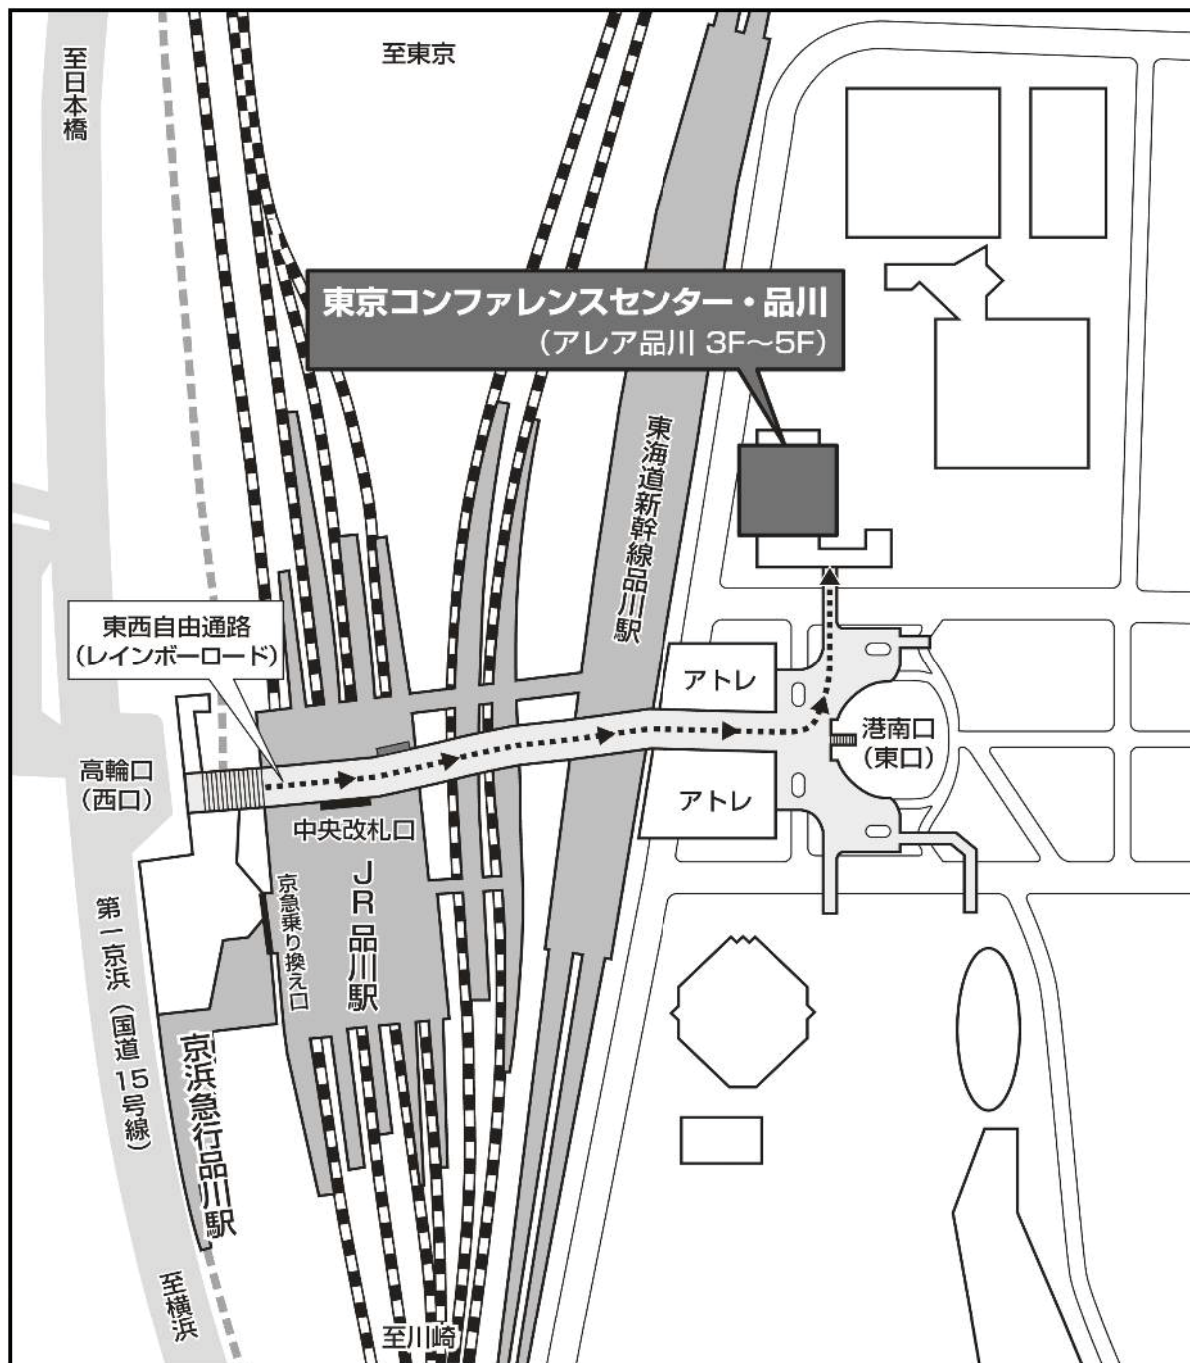 至東京
至日本橋
東京コンファレンスセンター・品川
(アレア品川 3F～5F)
東海道新幹線品川駅
東西自由通路
(レインボーロード)
アトレ
港南口
(東口)
高輪口
(西口)
アトレ
中央改札口
京急乗り換え口
JR品川駅
第一京浜(国道15号線)
京浜急行品川駅
至横浜
至川崎